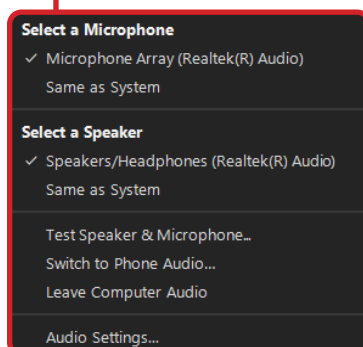 Select a Microphone
✓ Microphone Array (Realtek(R) Audio)
Same as System
Select a Speaker
✓ Speakers/Headphones (Realtek(R) Audio)
Same as System
Test Speaker & Microphone...
Switch to Phone Audio...
Leave Computer Audio
Audio Settings...